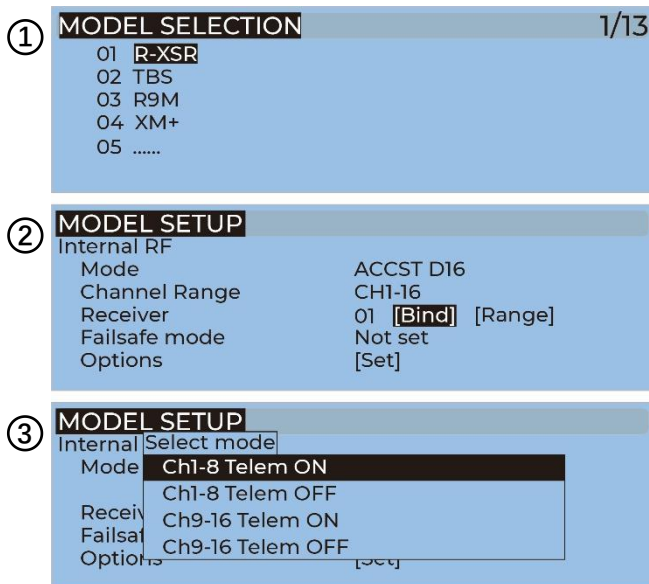 ① MODEL SELECTION 1/13
01 R-XSR
02 TBS
03 R9M
04 XM+
05 ......
② MODEL SETUP
Internal RF
Mode ACCST D16
Channel Range CH1-16
Receiver 01 [Bind] [Range]
Failsafe mode Not set
Options [Set]
③ MODEL SETUP
Internal Select mode
Mode Ch1-8 Telem ON
Ch1-8 Telem OFF
Ch9-16 Telem ON
Ch9-16 Telem OFF